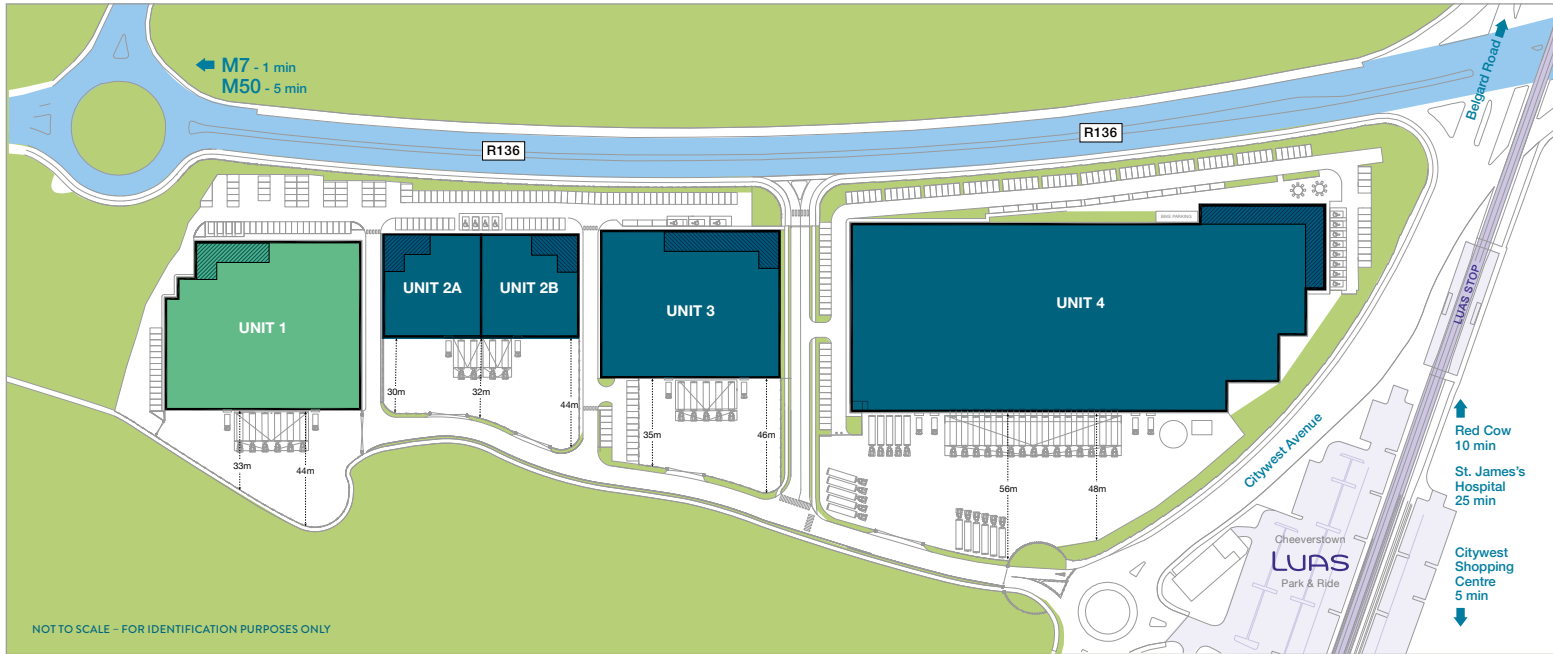 M7 - 1 min
M50 - 5 min
Belgard Road
R136
R136
BIKE PARKING
UNIT 1
UNIT 2A
UNIT 2B
UNIT 3
UNIT 4
LUAS STOP
30m
32m
44m
35m
46m
33m
44m
56m
48m
Citywest Avenue
Red Cow
10 min
St. James's
Hospital
25 min
Cheeverstown
LUAS
Park & Ride
Citywest
Shopping
Centre
5 min
NOT TO SCALE – FOR IDENTIFICATION PURPOSES ONLY